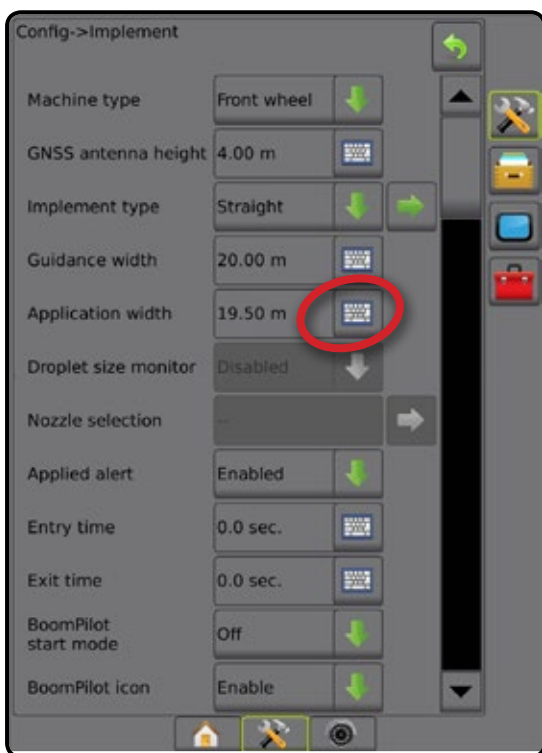 Config->Implement
Machine type Front wheel
GNSS antenna height 4.00 m
Implement type Straight
Guidance width 20.00 m
Application width 19.50 m
Droplet size monitor Disabled
Nozzle selection --
Applied alert Enabled
Entry time 0.0 sec.
Exit time 0.0 sec.
BoomPilot
start mode Off
BoomPilot icon Enable